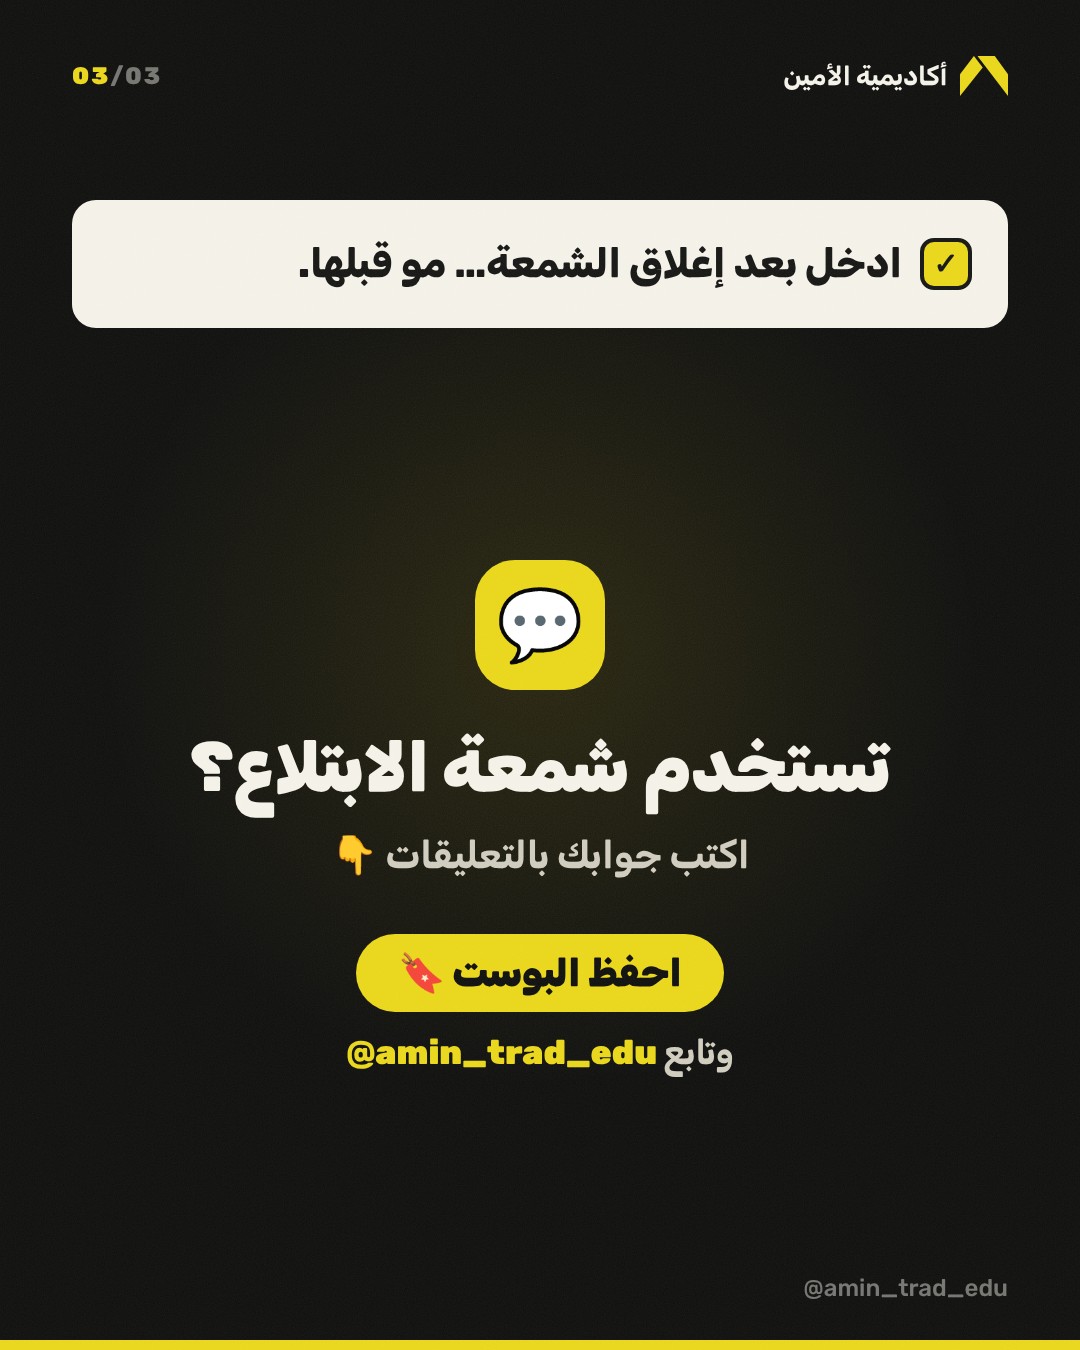 أكاديمية الأمين
03/03
✓ ادخل بعد إغلاق الشمعة... مو قبلها.
تستخدم شمعة الابتلاع؟
اكتب جوابك بالتعليقات 👇
احفظ البوست 🔖
وتابع @amin_trad_edu
@amin_trad_edu